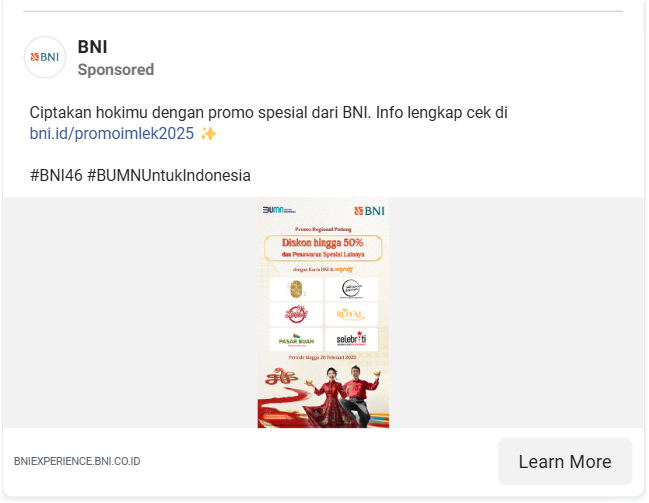 BNI
BNI
Sponsored
Ciptakan hokimu dengan promo spesial dari BNI. Info lengkap cek di
bni.id/promoimlek2025 ✨
#BNI46 #BUMNUntukIndonesia
BUMN
BNI
Promo Regional Padang
Diskon hingga 50%
dan Penawaran Spesial Lainnya
dengan Kartu BNI & wondr
ROYAL
PASAR BUAH
selebriti
Periode hingga 28 Februari 2025
BNIEXPERIENCE.BNI.CO.ID
Learn More